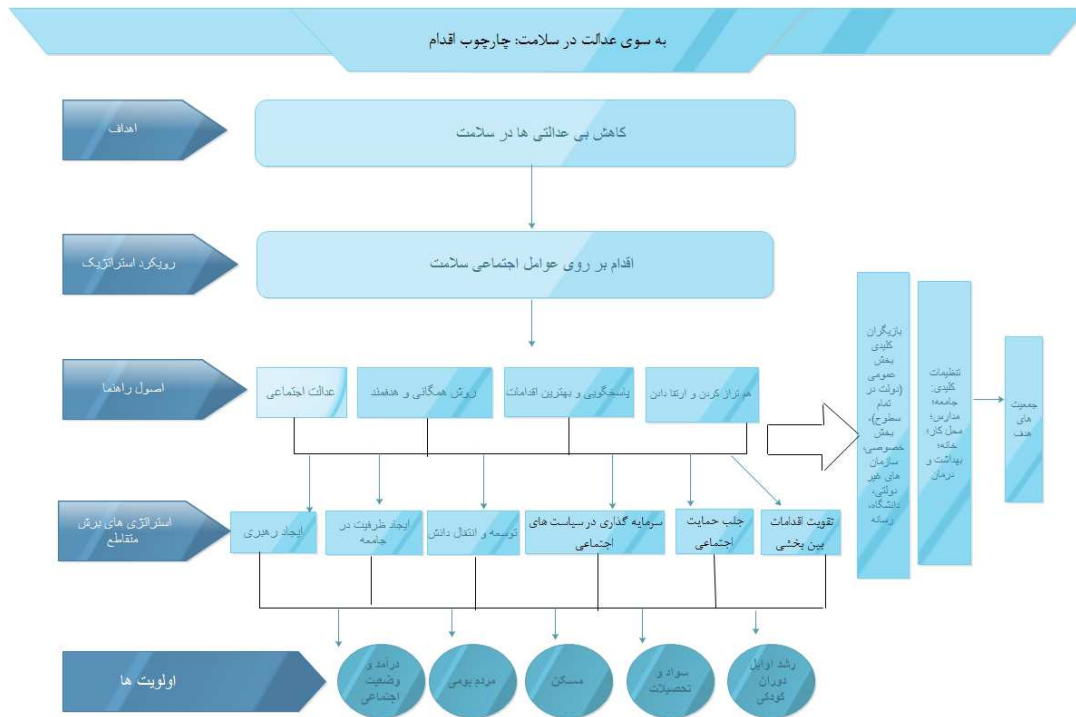 به سوی عدالت در سلامت: چارچوب اقدام
اهداف
کاهش بی عدالتی ها در سلامت
رویکرد استراتژیک
اقدام بر روی عوامل اجتماعی سلامت
اصول راهنما
هم تراز کردن و ارتقا دادن
پاسخگویی و بهترین اقدامات
روش همگانی و هدفمند
عدالت اجتماعی
بازیگران
کلیدی
بخش
عمومی
(دولت در
تمام
سطوح)،
بخش
خصوصی،
سازمان
های غیر
دولتی،
دانشگاه،
رسانه
تنظیمات
کلیدی:
جامعه؛
مدارس؛
محل کار؛
خانه؛
بهداشت و
درمان
جمعیت
های
هدف
استراتژی های برش
متقاطع
تقویت اقدامات
بین بخشی
جلب حمایت
اجتماعی
سرمایه گذاری در سیاست های
اجتماعی
توسعه و انتقال دانش
ایجاد ظرفیت در
جامعه
ایجاد رهبری
اولویت ها
رشد اوایل
دوران
کودکی
سواد و
تحصیلات
مسکن
مردم بومی
درآمد و
وضعیت
اجتماعی